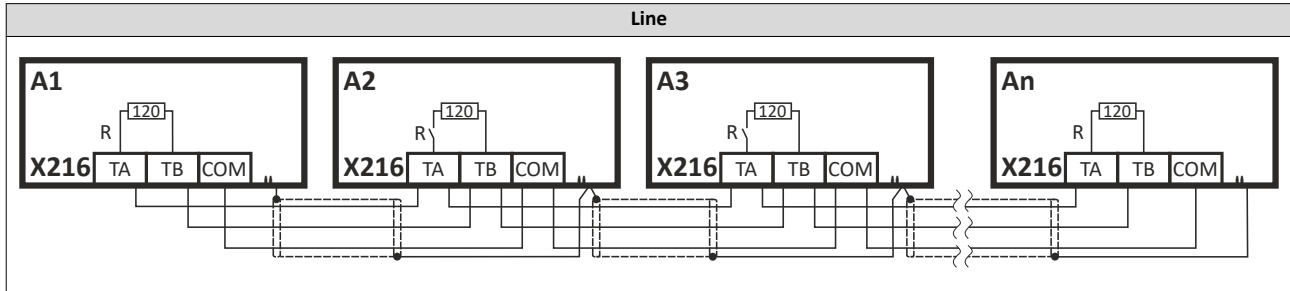 Line
A1 A2 A3 An
120 120 120 120
R R R R
X216 TA TB COM X216 TA TB COM X216 TA TB COM X216 TA TB COM